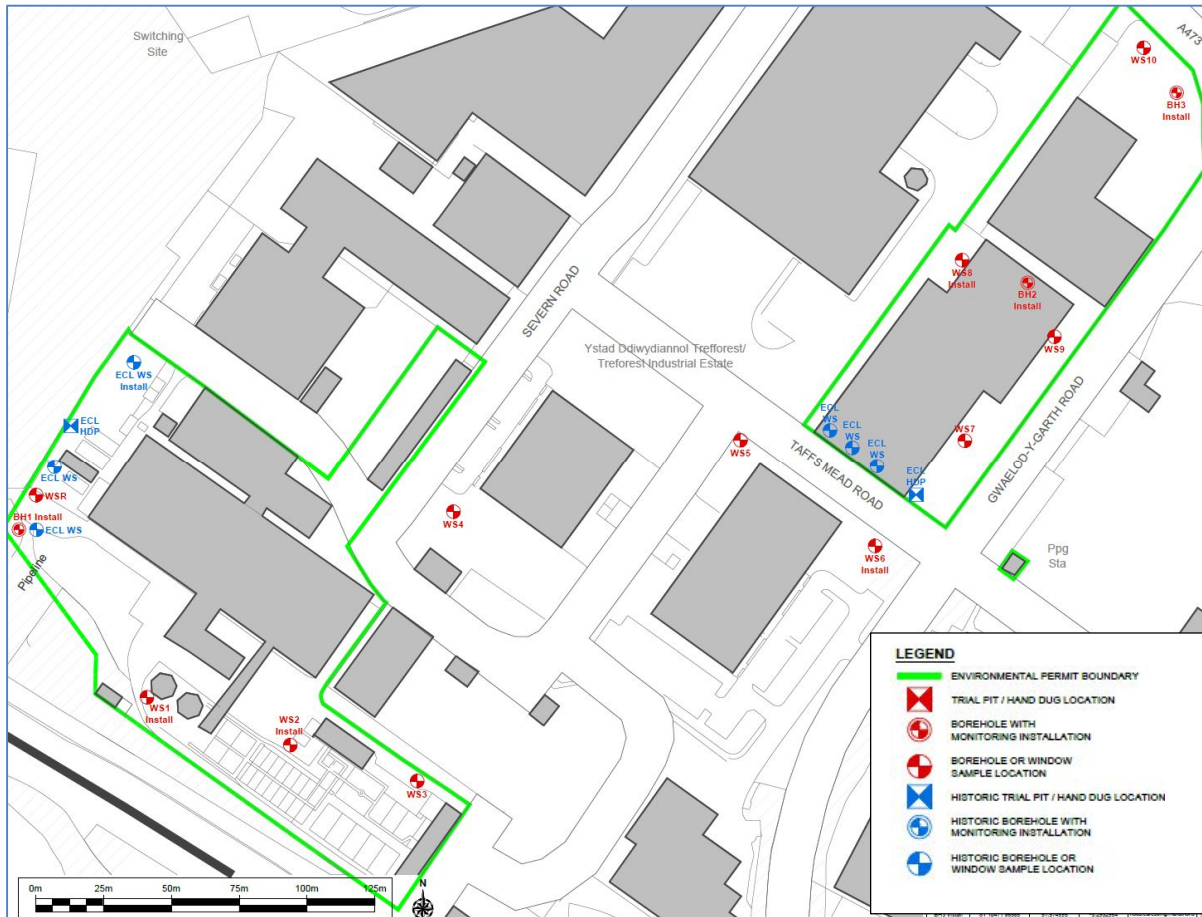 Switching
Site
A473
WS10
BH3
Install
SEVERN ROAD
WS8
Install
BH2
Install
WS9
Ystad Ddiwydiannol Trefforest/
Treforest Industrial Estate
ECL WS
Install
ECL
HDP
ECL WS
WSR
BH1 Install
ECL WS
Pipeline
WS4
WS5
ECL
WS
ECL
WS
ECL
WS
ECL
HDP
WS7
TAFFS MEAD ROAD
GWAELOD-Y-GARTH ROAD
WS6
Install
Ppg
Sta
WS1
Install
WS2
Install
WS3
LEGEND
ENVIRONMENTAL PERMIT BOUNDARY
TRIAL PIT / HAND DUG LOCATION
BOREHOLE WITH
MONITORING INSTALLATION
BOREHOLE OR WINDOW
SAMPLE LOCATION
HISTORIC TRIAL PIT / HAND DUG LOCATION
HISTORIC BOREHOLE WITH
MONITORING INSTALLATION
HISTORIC BOREHOLE OR
WINDOW SAMPLE LOCATION
0m 25m 50m 75m 100m 125m
N